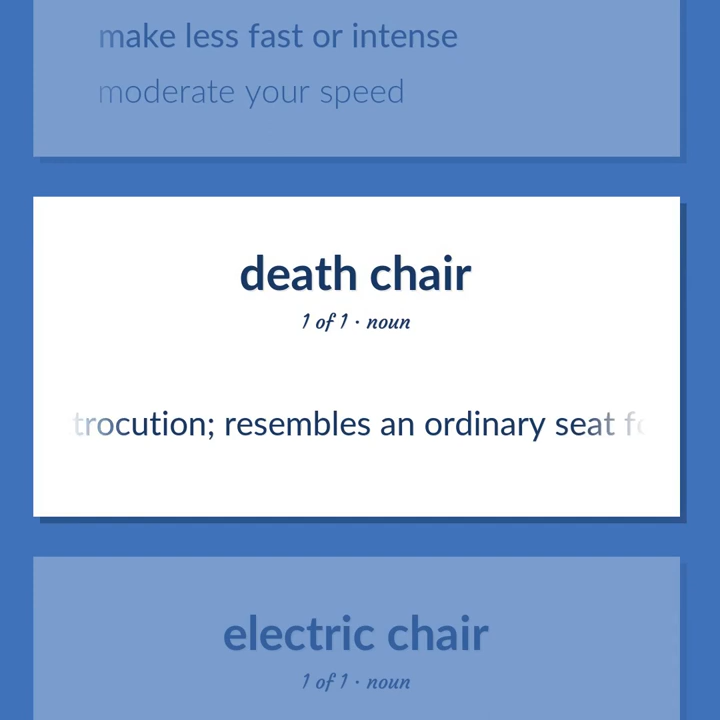 make less fast or intense
moderate your speed
death chair
1 of 1 · noun
trocution; resembles an ordinary seat fo
electric chair
1 of 1 · noun